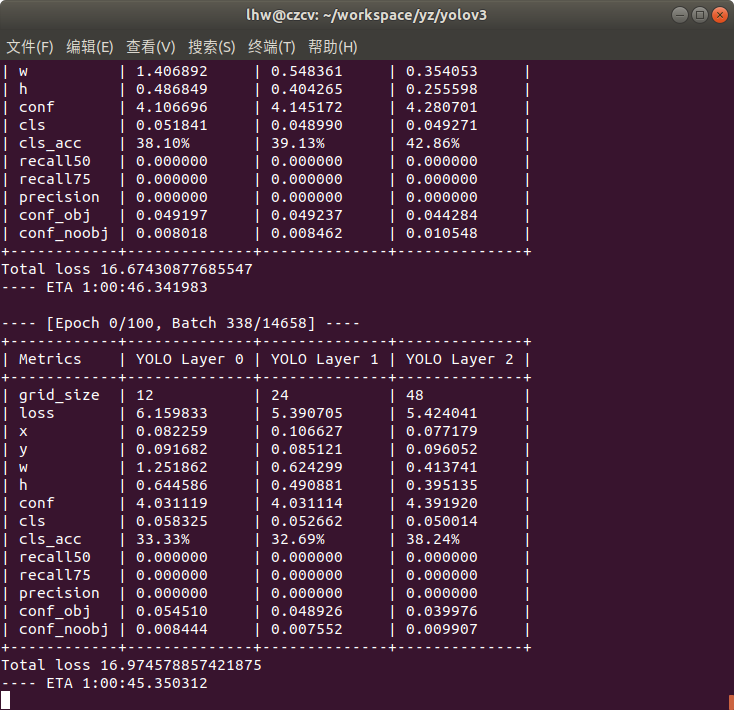 lhw@czcv: ~/workspace/yz/yolov3
文件(F) 编辑(E) 查看(V) 搜索(S) 终端(T) 帮助(H)
| w          | 1.406892     | 0.548361     | 0.354053     |
| h          | 0.486849     | 0.404265     | 0.255598     |
| conf       | 4.106696     | 4.145172     | 4.280701     |
| cls        | 0.051841     | 0.048990     | 0.049271     |
| cls_acc    | 38.10%       | 39.13%       | 42.86%       |
| recall50   | 0.000000     | 0.000000     | 0.000000     |
| recall75   | 0.000000     | 0.000000     | 0.000000     |
| precision  | 0.000000     | 0.000000     | 0.000000     |
| conf_obj   | 0.049197     | 0.049237     | 0.044284     |
| conf_noobj | 0.008018     | 0.008462     | 0.010548     |
+------------+--------------+--------------+--------------+
Total loss 16.67430877685547
---- ETA 1:00:46.341983
---- [Epoch 0/100, Batch 338/14658] ----
+------------+--------------+--------------+--------------+
| Metrics    | YOLO Layer 0 | YOLO Layer 1 | YOLO Layer 2 |
+------------+--------------+--------------+--------------+
| grid_size  | 12           | 24           | 48           |
| loss       | 6.159833     | 5.390705     | 5.424041     |
| x          | 0.082259     | 0.106627     | 0.077179     |
| y          | 0.091682     | 0.085121     | 0.096052     |
| w          | 1.251862     | 0.624299     | 0.413741     |
| h          | 0.644586     | 0.490881     | 0.395135     |
| conf       | 4.031119     | 4.031114     | 4.391920     |
| cls        | 0.058325     | 0.052662     | 0.050014     |
| cls_acc    | 33.33%       | 32.69%       | 38.24%       |
| recall50   | 0.000000     | 0.000000     | 0.000000     |
| recall75   | 0.000000     | 0.000000     | 0.000000     |
| precision  | 0.000000     | 0.000000     | 0.000000     |
| conf_obj   | 0.054510     | 0.048926     | 0.039976     |
| conf_noobj | 0.008444     | 0.007552     | 0.009907     |
+------------+--------------+--------------+--------------+
Total loss 16.974578857421875
---- ETA 1:00:45.350312